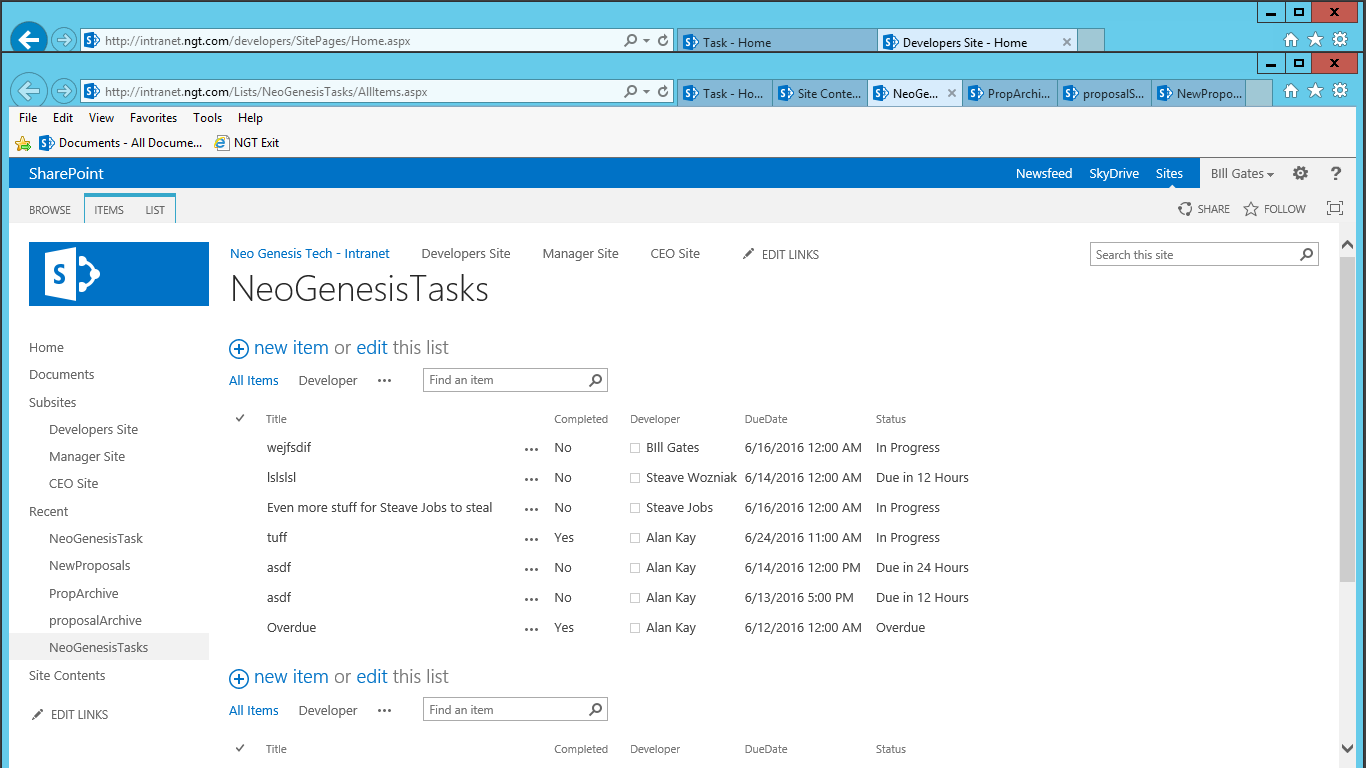 http://intranet.ngt.com/developers/SitePages/Home.aspx
Task - Home
Developers Site - Home
http://intranet.ngt.com/Lists/NeoGenesisTasks/AllItems.aspx
Task - Ho...
Site Conte...
NeoGe...
PropArchi...
proposalS...
NewPropo...
File Edit View Favorites Tools Help
Documents - All Docume...
NGT Exit
SharePoint
Newsfeed SkyDrive Sites
BIll Gates
?
BROWSE ITEMS LIST
SHARE FOLLOW
S
Neo Genesis Tech - Intranet Developers Site Manager Site CEO Site EDIT LINKS
Search this site
NeoGenesisTasks
Home
Documents
Subsites
Developers Site
Manager Site
CEO Site
Recent
NeoGenesisTask
NewProposals
PropArchive
proposalArchive
NeoGenesisTasks
Site Contents
EDIT LINKS
new item or edit this list
All Items Developer ... Find an item
Title Completed Developer DueDate Status
wejfsdif ... No BIll Gates 6/16/2016 12:00 AM In Progress
lslslsl ... No Steave Wozniak 6/14/2016 12:00 AM Due in 12 Hours
Even more stuff for Steave Jobs to steal ... No Steave Jobs 6/16/2016 12:00 AM In Progress
tuff ... Yes Alan Kay 6/24/2016 11:00 AM In Progress
asdf ... No Alan Kay 6/14/2016 12:00 PM Due in 24 Hours
asdf ... No Alan Kay 6/13/2016 5:00 PM Due in 12 Hours
Overdue ... Yes Alan Kay 6/12/2016 12:00 AM Overdue
new item or edit this list
All Items Developer ... Find an item
Title Completed Developer DueDate Status